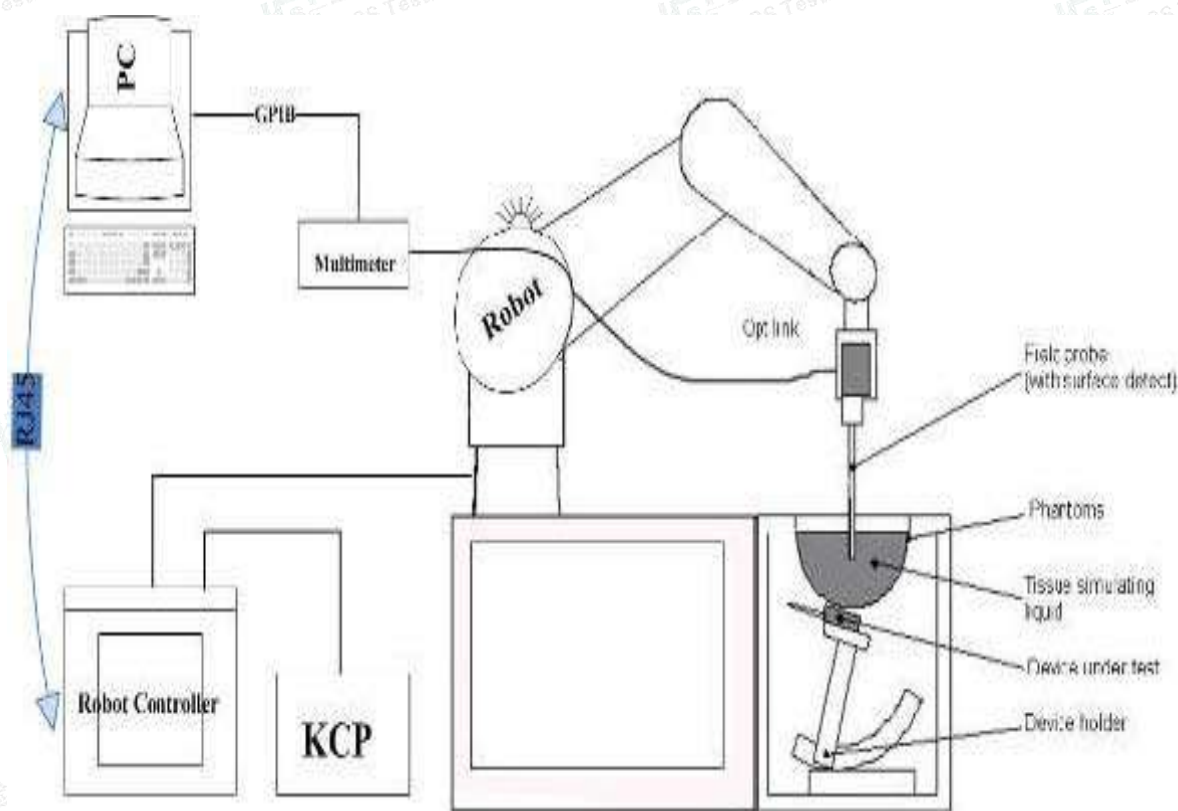 PC
GPIB
Multimeter
Robot
Opt link
Field probe
(with surface detect)
RJ45
Phantoms
Tissue simulating
liquid
Device under test
Robot Controller
KCP
Device holder